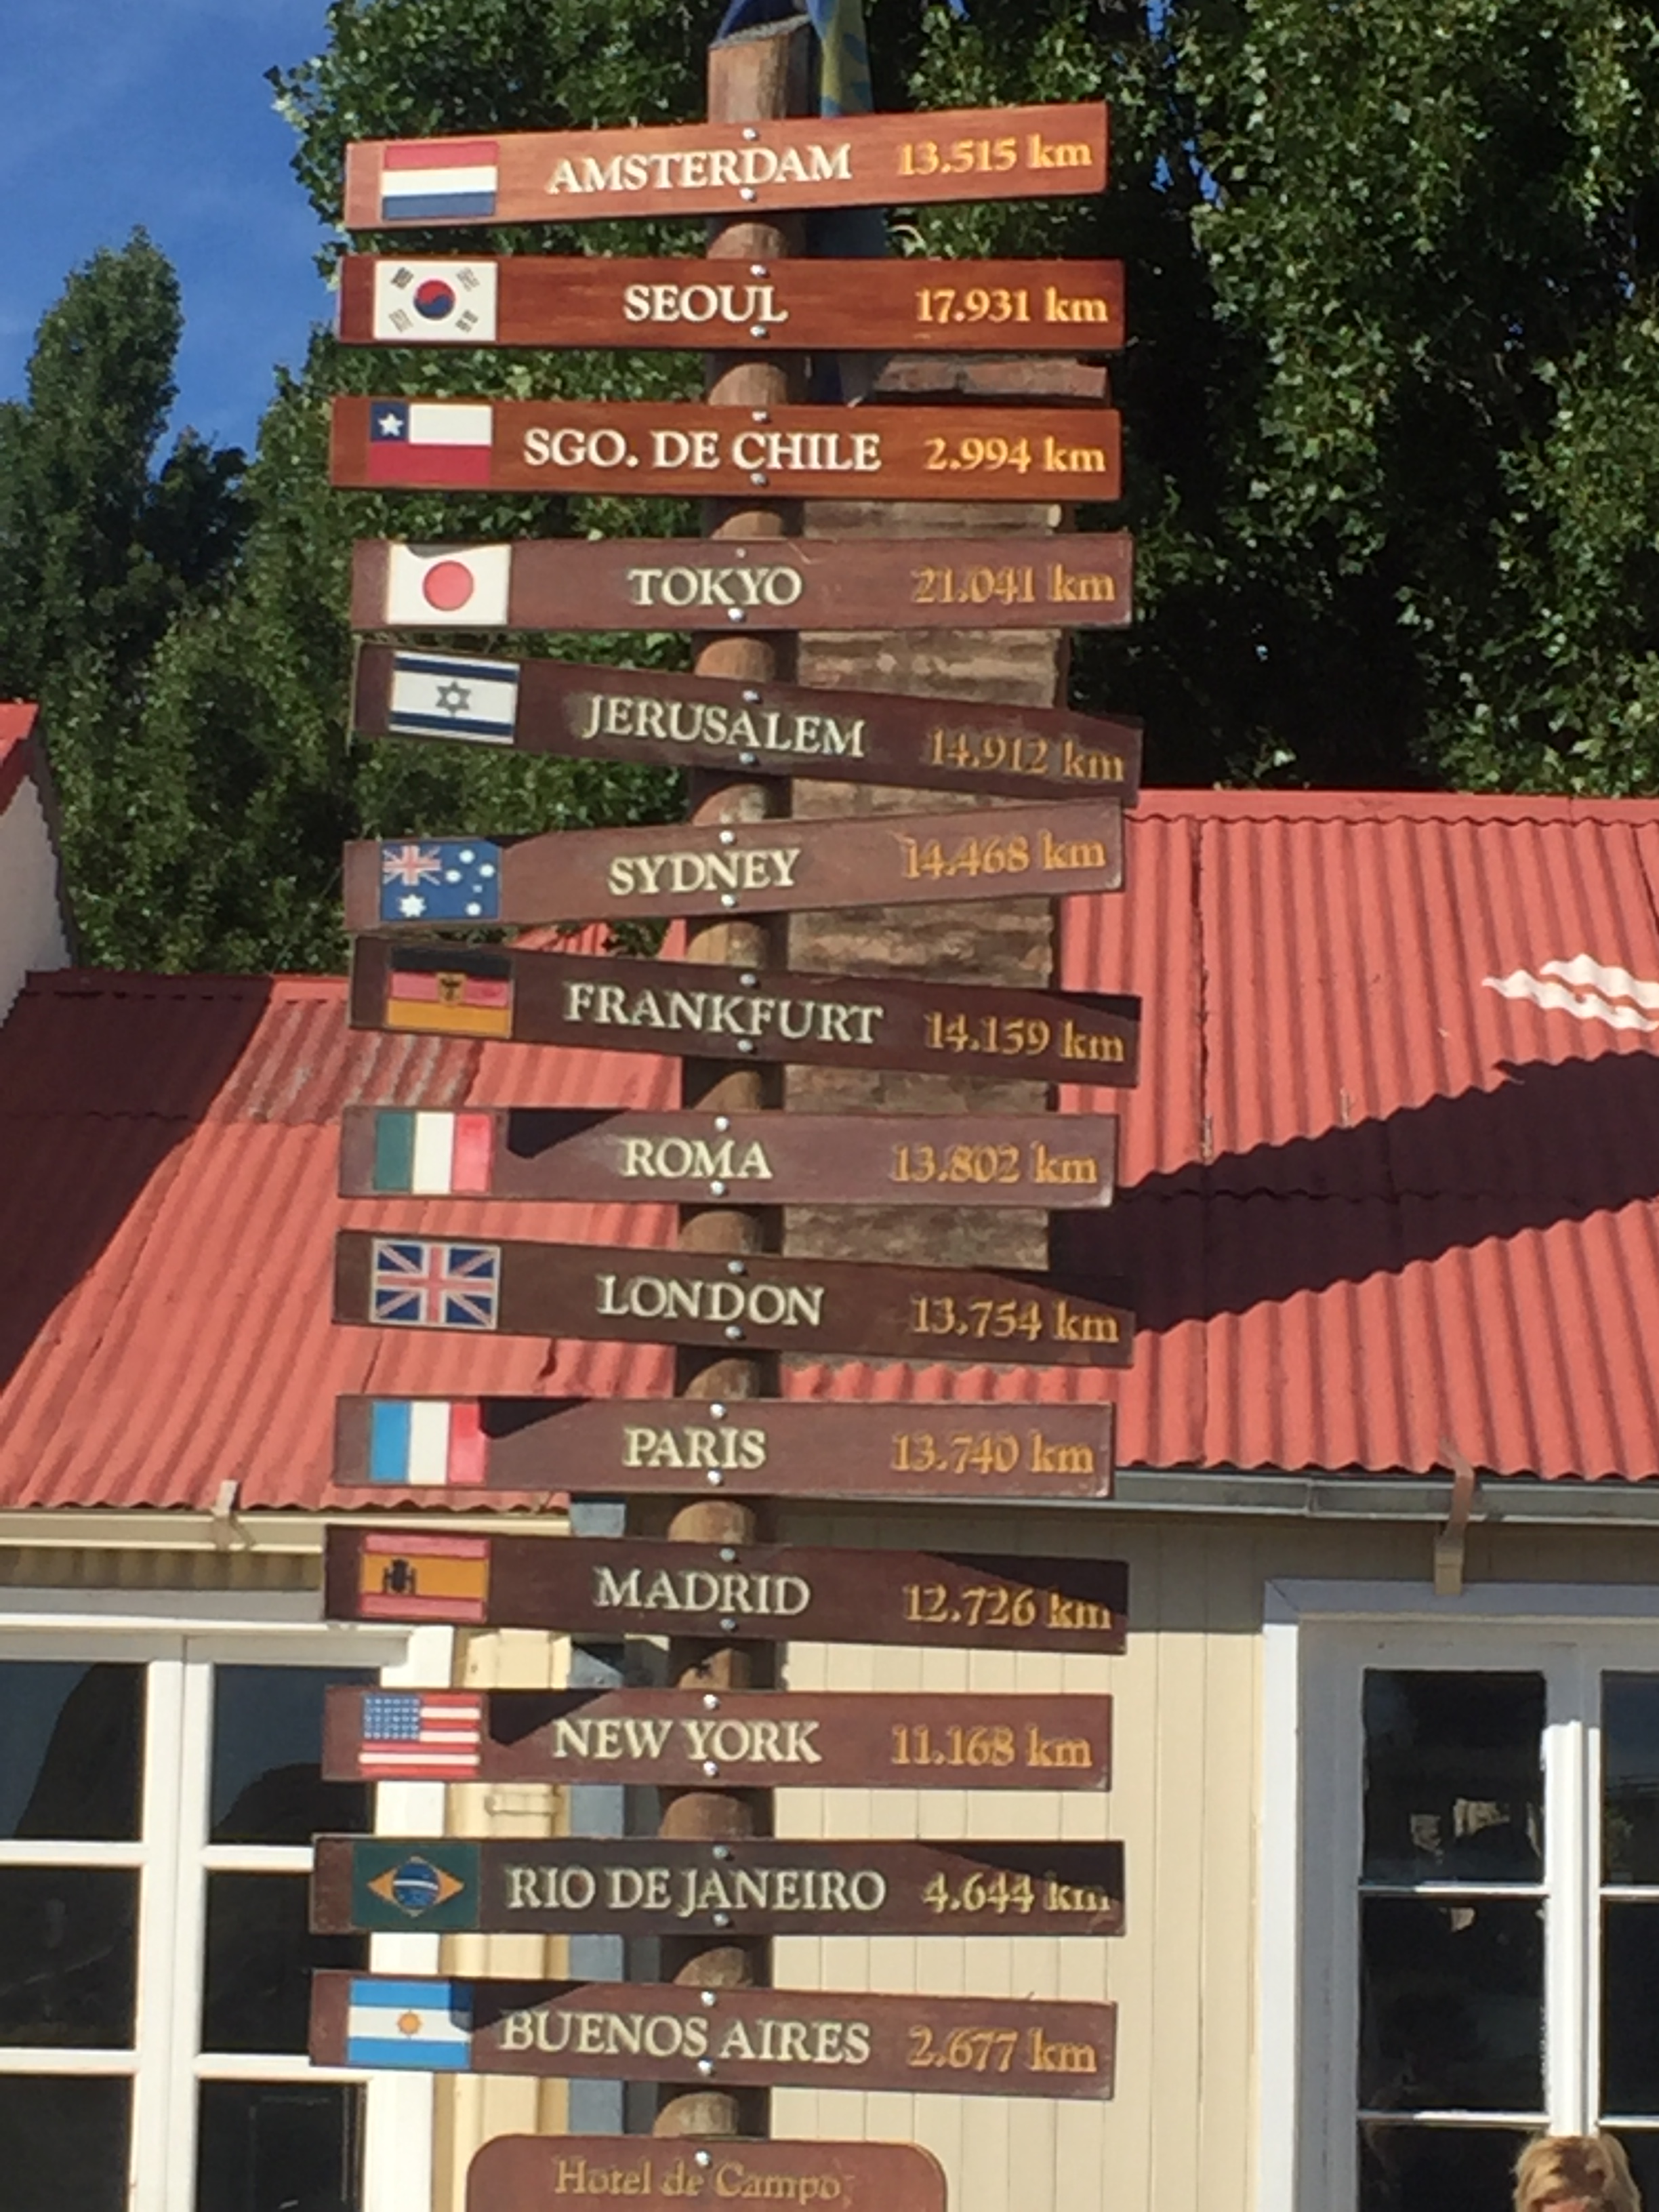 AMSTERDAM 13.515 km
SEOUL 17.931 km
SGO. DE CHILE 2.994 km
TOKYO 21.041 km
JERUSALEM 14.912 km
SYDNEY 14.468 km
FRANKFURT 14.159 km
ROMA 13.802 km
LONDON 13.754 km
PARIS 13.740 km
MADRID 12.726 km
NEW YORK 11.168 km
RIO DE JANEIRO 4.644 km
BUENOS AIRES 2.677 km
Hotel de Campo